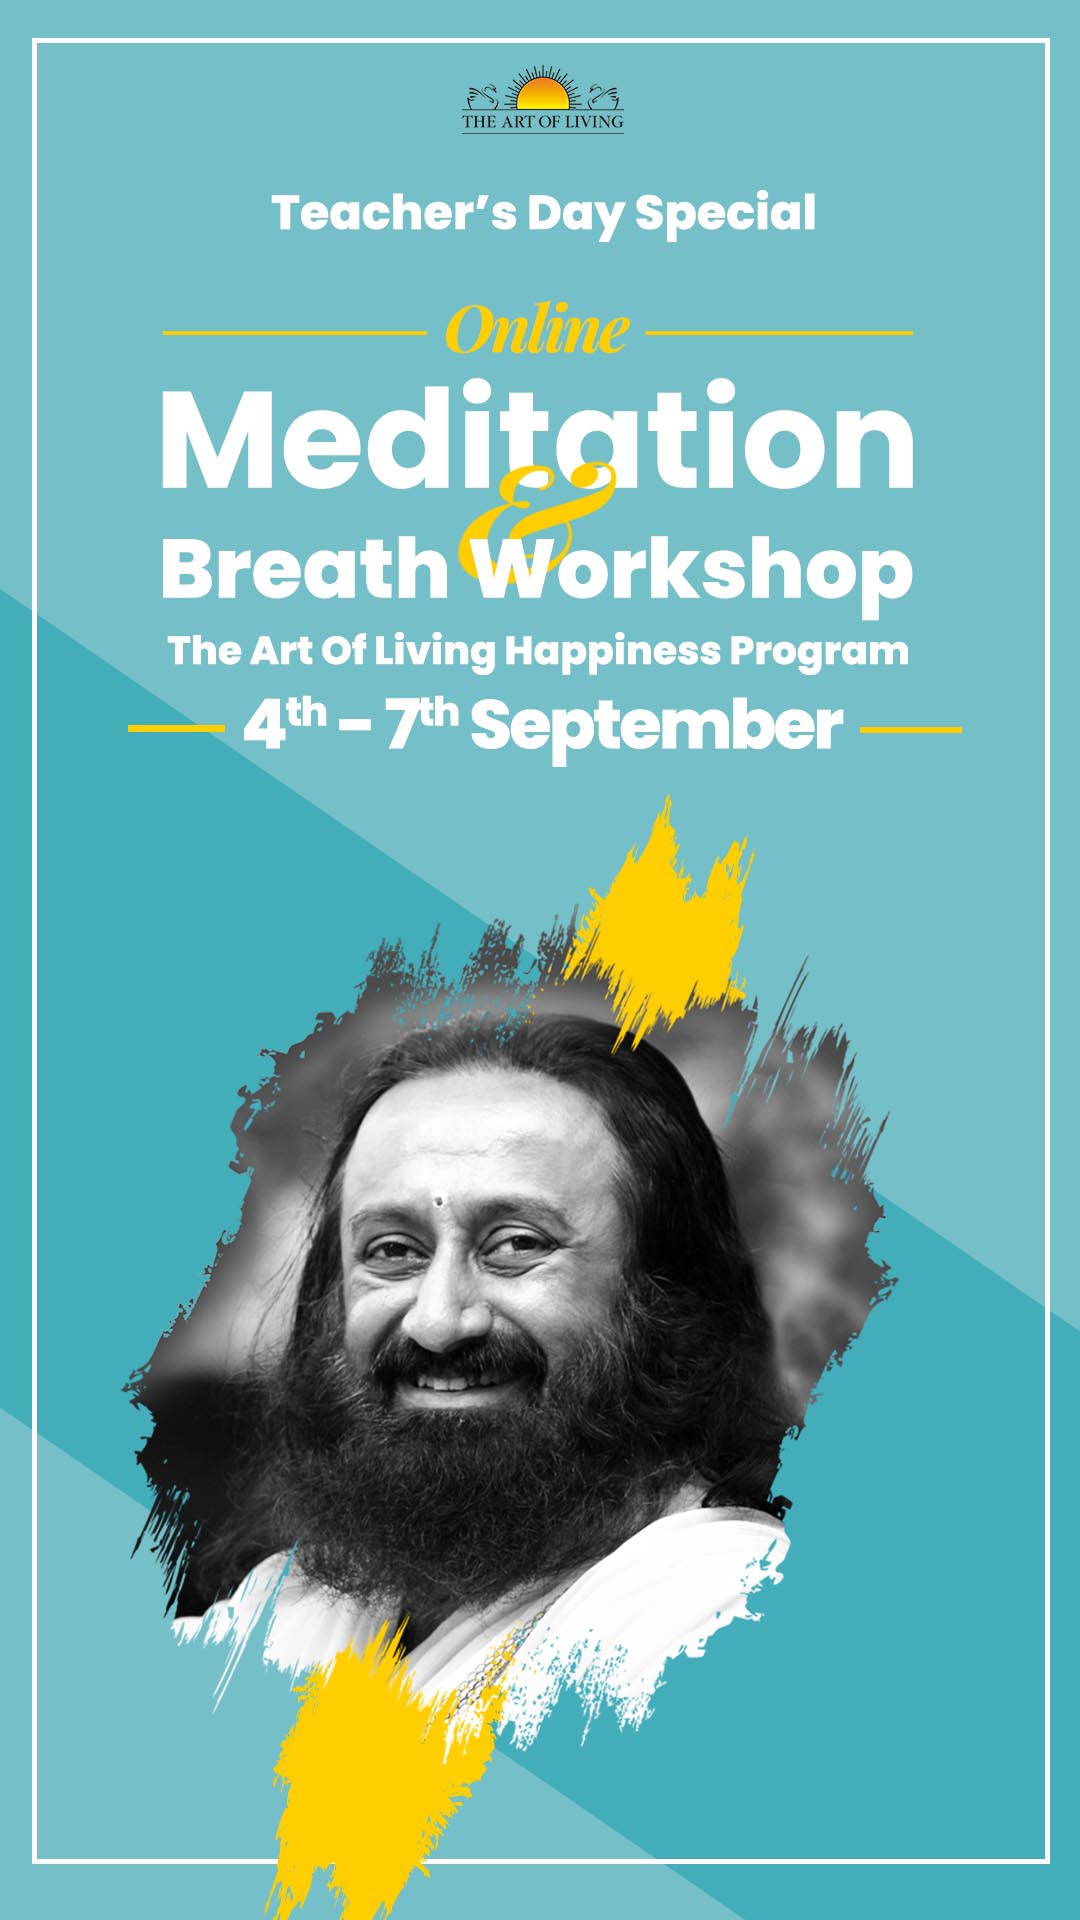 THE ART OF LIVING
Teacher’s Day Special
Online
Meditation
&
Breath Workshop
The Art Of Living Happiness Program
4th – 7th September